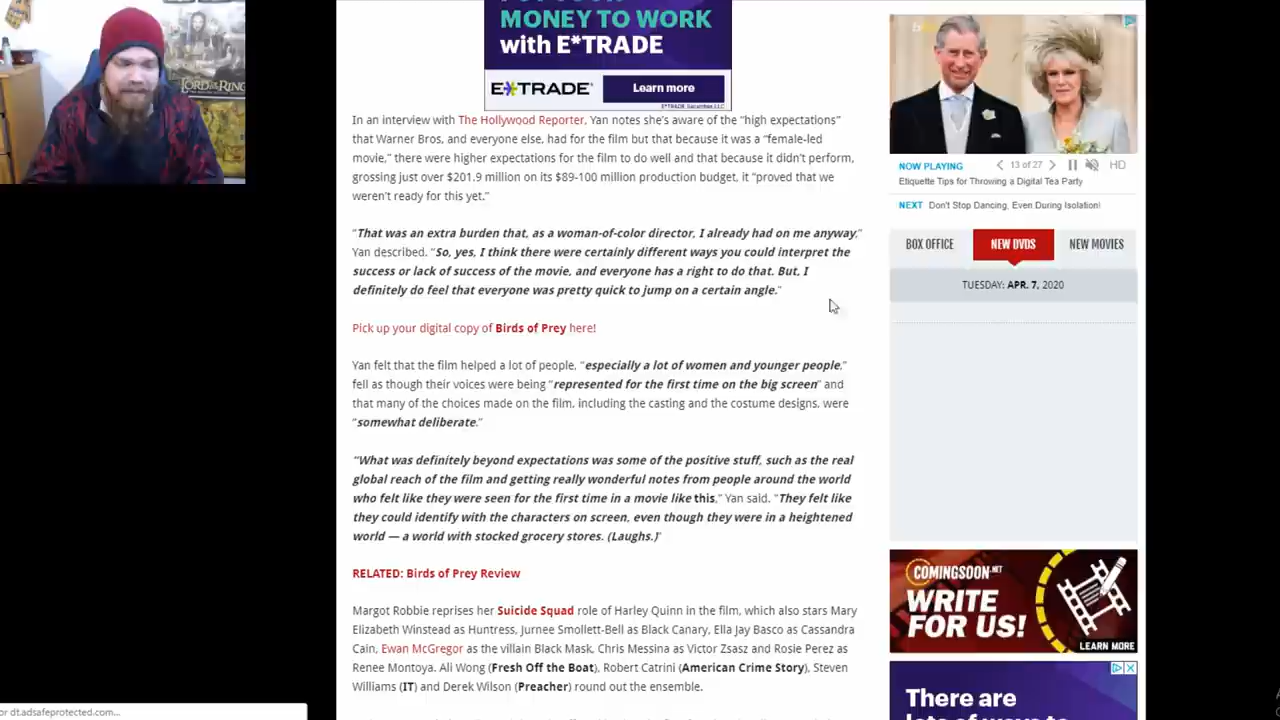 LORD OF THE RINGS
MONEY TO WORK
with E*TRADE
E*TRADE
Learn more
E*TRADE Securities LLC
In an interview with The Hollywood Reporter, Yan notes she's aware of the "high expectations"
that Warner Bros, and everyone else, had for the film but that because it was a "female-led
movie," there were higher expectations for the film to do well and that because it didn't perform,
grossing just over $201.9 million on its $89-100 million production budget, it "proved that we
weren't ready for this yet."
"That was an extra burden that, as a woman-of-color director, I already had on me anyway,"
Yan described. "So, yes, I think there were certainly different ways you could interpret the
success or lack of success of the movie, and everyone has a right to do that. But, I
definitely do feel that everyone was pretty quick to jump on a certain angle."
Pick up your digital copy of Birds of Prey here!
Yan felt that the film helped a lot of people, "especially a lot of women and younger people,"
fell as though their voices were being "represented for the first time on the big screen" and
that many of the choices made on the film, including the casting and the costume designs, were
"somewhat deliberate."
"What was definitely beyond expectations was some of the positive stuff, such as the real
global reach of the film and getting really wonderful notes from people around the world
who felt like they were seen for the first time in a movie like this," Yan said. "They felt like
they could identify with the characters on screen, even though they were in a heightened
world — a world with stocked grocery stores. (Laughs.)"
RELATED: Birds of Prey Review
Margot Robbie reprises her Suicide Squad role of Harley Quinn in the film, which also stars Mary
Elizabeth Winstead as Huntress, Jurnee Smollett-Bell as Black Canary, Ella Jay Basco as Cassandra
Cain, Ewan McGregor as the villain Black Mask, Chris Messina as Victor Zsasz and Rosie Perez as
Renee Montoya. Ali Wong (Fresh Off the Boat), Robert Catrini (American Crime Story), Steven
Williams (IT) and Derek Wilson (Preacher) round out the ensemble.
NOW PLAYING
13 of 27
HD
Etiquette Tips for Throwing a Digital Tea Party
NEXT Don't Stop Dancing, Even During Isolation!
BOX OFFICE
NEW DVDS
NEW MOVIES
TUESDAY: APR. 7, 2020
COMINGSOON.NET
WRITE
FOR US!
LEARN MORE
There are
or dt.adsafeprotected.com...